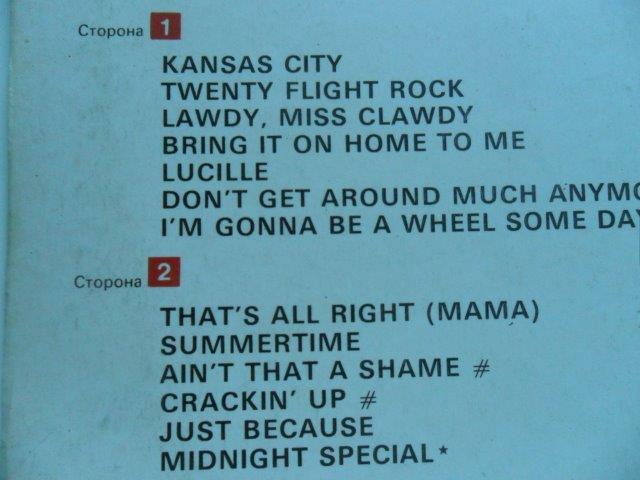 Сторона 1
KANSAS CITY
TWENTY FLIGHT ROCK
LAWDY, MISS CLAWDY
BRING IT ON HOME TO ME
LUCILLE
DON'T GET AROUND MUCH ANYMO
I'M GONNA BE A WHEEL SOME DAY
Сторона 2
THAT'S ALL RIGHT (MAMA)
SUMMERTIME
AIN'T THAT A SHAME #
CRACKIN' UP #
JUST BECAUSE
MIDNIGHT SPECIAL*